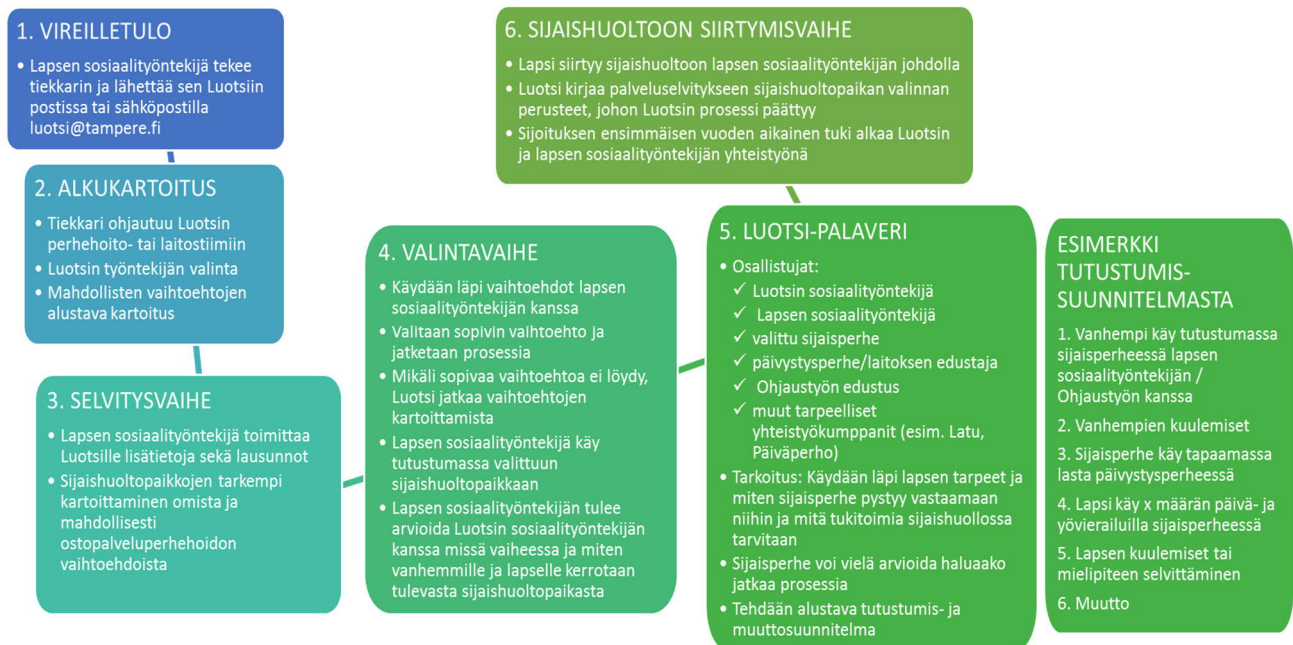 1. VIREILLETULO
• Lapsen sosiaalityöntekijä tekee
tiekkarin ja lähettää sen Luotsiin
postissa tai sähköpostilla
luotsi@tampere.fi
2. ALKUKARTOITUS
• Tiekkari ohjautuu Luotsin
perhehoito- tai laitostiimiin
• Luotsin työntekijän valinta
• Mahdollisten vaihtoehtojen
alustava kartoitus
3. SELVITYSVAIHE
• Lapsen sosiaalityöntekijä toimittaa
Luotsille lisätietoja sekä lausunnot
• Sijaishuoltopaikkojen tarkempi
kartoittaminen omista ja
mahdollisesti
ostopalveluperhehoidon
vaihtoehdoista
4. VALINTAVAIHE
• Käydään läpi vaihtoehdot lapsen
sosiaalityöntekijän kanssa
• Valitaan sopivin vaihtoehto ja
jatketaan prosessia
• Mikäli sopivaa vaihtoehtoa ei löydy,
Luotsi jatkaa vaihtoehtojen
kartoittamista
• Lapsen sosiaalityöntekijä käy
tutustumassa valittuun
sijaishuoltopaikkaan
• Lapsen sosiaalityöntekijän tulee
arvioida Luotsin sosiaalityöntekijän
kanssa missä vaiheessa ja miten
vanhemmille ja lapselle kerrotaan
tulevasta sijaishuoltopaikasta
5. LUOTSI-PALAVERI
• Osallistujat:
✓ Luotsin sosiaalityöntekijä
✓ Lapsen sosiaalityöntekijä
✓ valittu sijaisperhe
✓ päivystysperhe/laitoksen edustaja
✓ Ohjaustyön edustus
✓ muut tarpeelliset
yhteistyökumppanit (esim. Latu,
Päiväperho)
• Tarkoitus: Käydään läpi lapsen tarpeet ja
miten sijaisperhe pystyy vastaamaan
niihin ja mitä tukitoimia sijaishuollossa
tarvitaan
• Sijaisperhe voi vielä arvioida haluaako
jatkaa prosessia
• Tehdään alustava tutustumis- ja
muuttosuunnitelma
6. SIJAISHUOLTOON SIIRTYMISVAIHE
• Lapsi siirtyy sijaishuoltoon lapsen sosiaalityöntekijän johdolla
• Luotsi kirjaa palveluselvitykseen sijaishuoltopaikan valinnan
perusteet, johon Luotsin prosessi päättyy
• Sijoituksen ensimmäisen vuoden aikainen tuki alkaa Luotsin
ja lapsen sosiaalityöntekijän yhteistyönä
ESIMERKKI
TUTUSTUMIS-
SUUNNITELMASTA
1. Vanhempi käy tutustumassa
sijaisperheessä lapsen
sosiaalityöntekijän /
Ohjaustyön kanssa
2. Vanhempien kuulemiset
3. Sijaisperhe käy tapaamassa
lasta päivystysperheessä
4. Lapsi käy x määrän päivä- ja
yövierailuilla sijaisperheessä
5. Lapsen kuulemiset tai
mielipiteen selvittäminen
6. Muutto